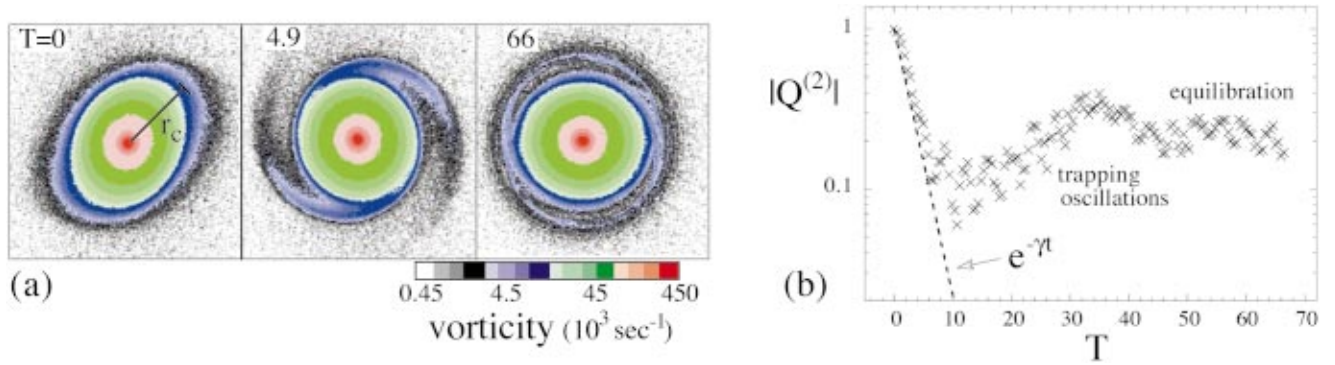 T=0
4.9
66
r_c
(a)
0.45 4.5 45 450
vorticity (10³ sec⁻¹)
|Q⁽²⁾|
1
0.1
equilibration
trapping
oscillations
e^{-γt}
(b)
0 10 20 30 40 50 60 70
T